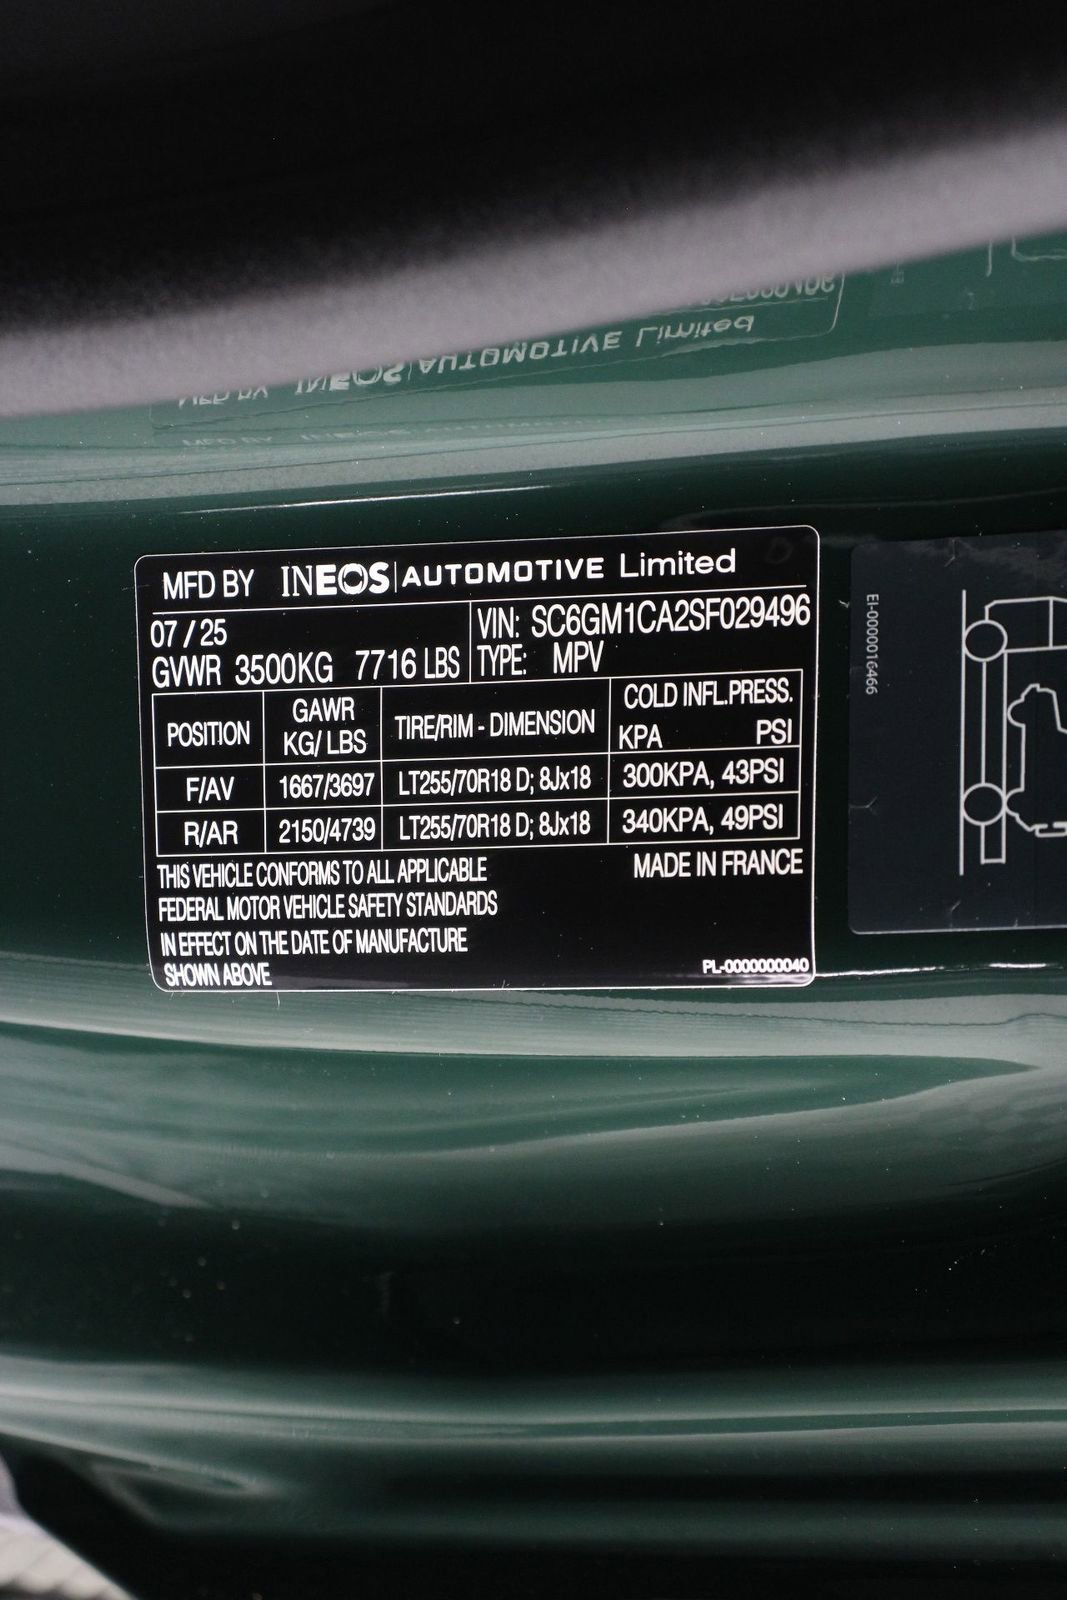 MFD BY INEOS | AUTOMOTIVE Limited
07 / 25
GVWR 3500KG 7716 LBS
VIN: SC6GM1CA2SF029496
TYPE: MPV
POSITION GAWR KG/LBS TIRE/RIM - DIMENSION COLD INFL.PRESS. KPA PSI
F/AV 1667/3697 LT255/70R18 D; 8Jx18 300KPA, 43PSI
R/AR 2150/4739 LT255/70R18 D; 8Jx18 340KPA, 49PSI
THIS VEHICLE CONFORMS TO ALL APPLICABLE
FEDERAL MOTOR VEHICLE SAFETY STANDARDS
IN EFFECT ON THE DATE OF MANUFACTURE
SHOWN ABOVE
MADE IN FRANCE
PL-0000000040
EI-0000016466